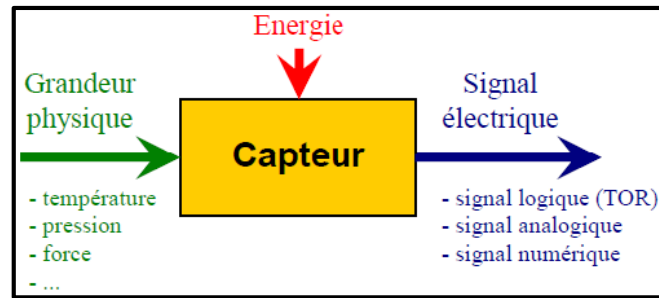 Energie
Grandeur
physique
Capteur
Signal
électrique
- température
- pression
- force
- ...
- signal logique (TOR)
- signal analogique
- signal numérique